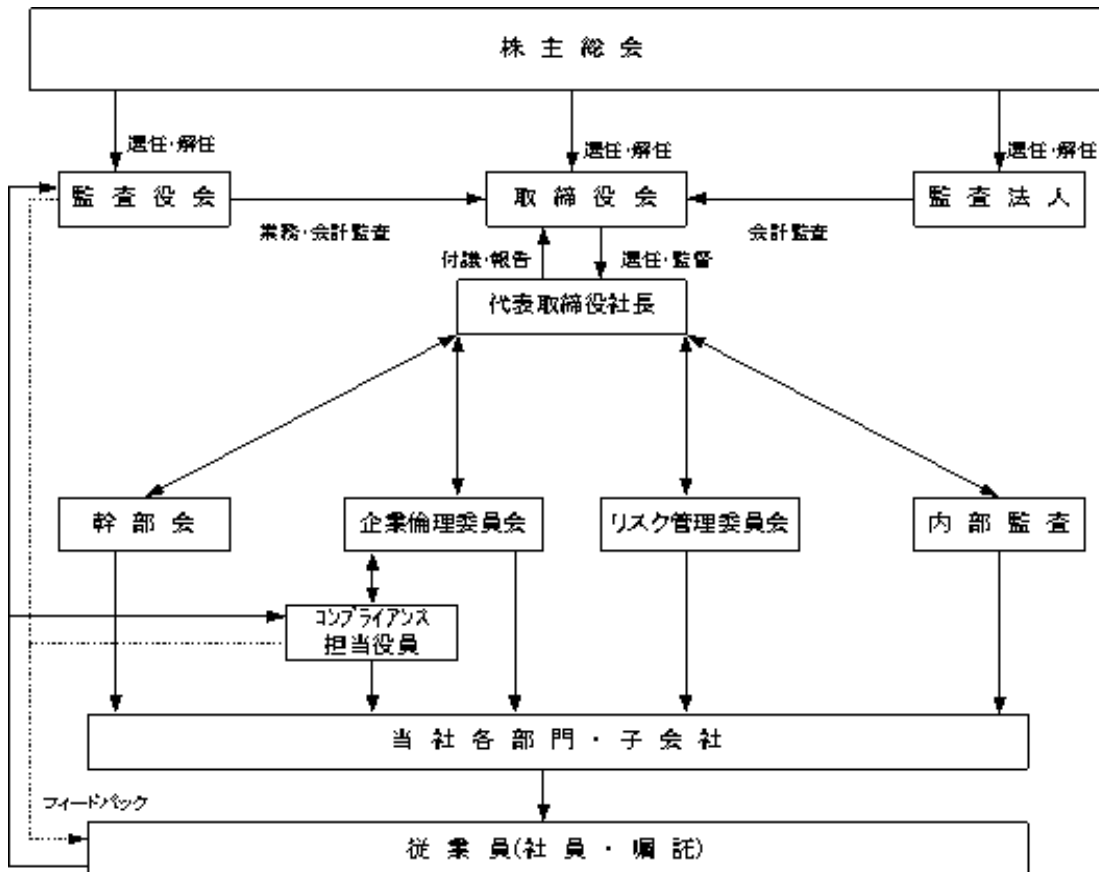 株主総会
選任・解任
選任・解任
選任・解任
監査役会
取締役会
監査法人
業務・会計監査
会計監査
付議・報告
選任・監督
代表取締役社長
幹部会
企業倫理委員会
リスク管理委員会
内部監査
コンプライアンス
担当役員
当社各部門・子会社
フィードバック
従業員(社員・嘱託)